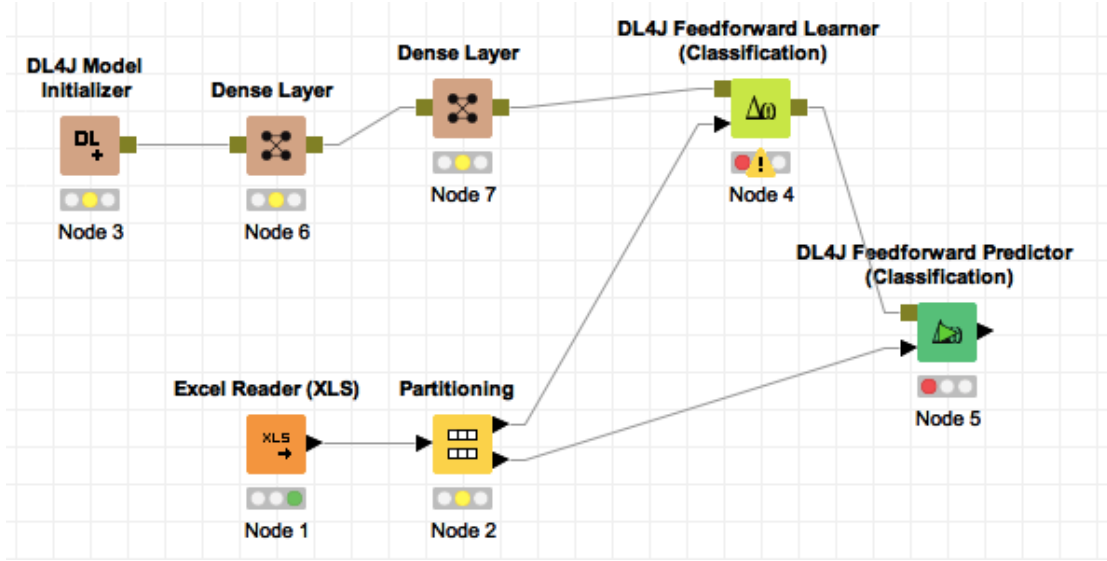 DL4J Feedforward Learner
(Classification)
Dense Layer
DL4J Model
Initializer
Dense Layer
DL
+
Node 7
Node 4
Node 3
Node 6
DL4J Feedforward Predictor
(Classification)
Excel Reader (XLS)
Partitioning
XLS
Node 5
Node 1
Node 2